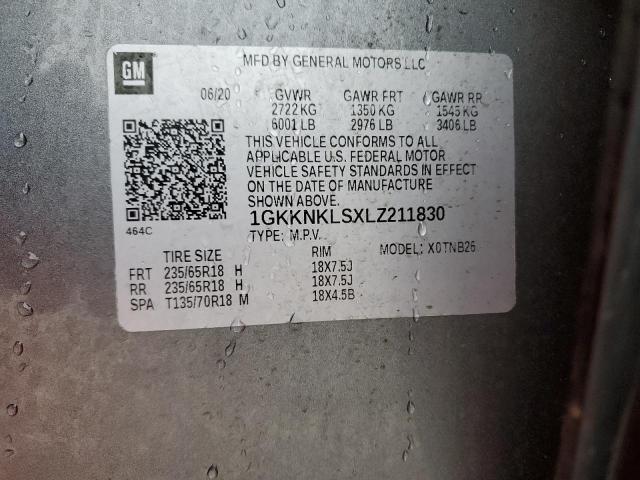 GM
MFD BY GENERAL MOTORS LLC
06/20 GVWR GAWR FRT GAWR RR
2722 KG 1350 KG 1545 KG
6001 LB 2976 LB 3406 LB
THIS VEHICLE CONFORMS TO ALL
APPLICABLE U.S. FEDERAL MOTOR
VEHICLE SAFETY STANDARDS IN EFFECT
ON THE DATE OF MANUFACTURE
SHOWN ABOVE.
464C
1GKKNKLSXLZ211830
TYPE: M.P.V. MODEL: X0TNB26
TIRE SIZE RIM
FRT 235/65R18 H 18X7.5J
RR 235/65R18 H 18X7.5J
SPA T135/70R18 M 18X4.5B